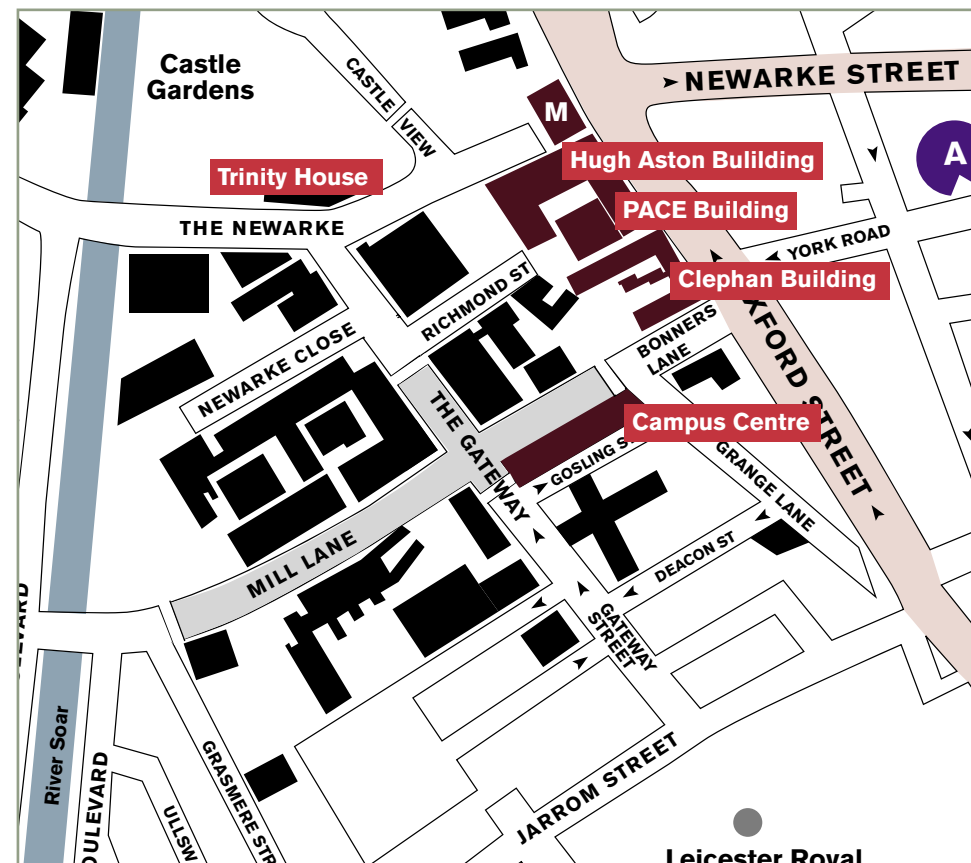 Castle
Gardens
CASTLE
VIEW
M
NEWARKE STREET
A
Hugh Aston Bulilding
Trinity House
PACE Building
THE NEWARKE
YORK ROAD
Clephan Building
RICHMOND ST
BONNERS
LANE
NEWARKE CLOSE
XFORD STREET
THE GATEWAY
Campus Centre
GOSLING S
GRANGE LANE
MILL LANE
DEACON ST
GATEWAY
STREET
EVARD
River Soar
OULEVARD
GRASMERE STR
ULLSW
JARROM STREET
Leicester Royal